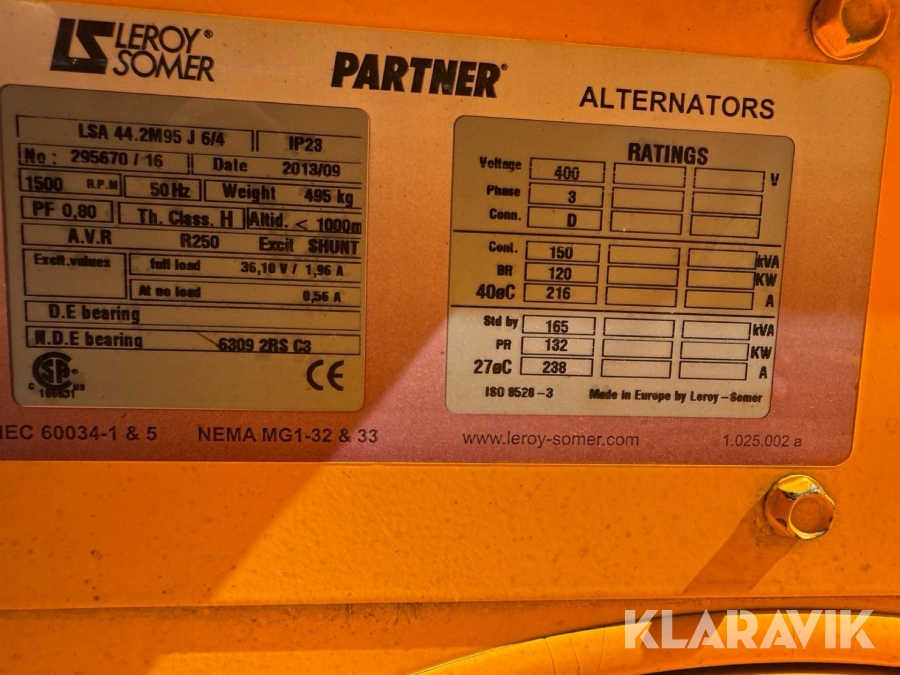 LEROY®
SOMER
PARTNER®
ALTERNATORS
LSA 44.2M95 J 6/4 IP23
No : 295670 / 16 Date 2013/09
1500 R.P.M 50 Hz Weight 495 kg
PF 0,80 Th. Class. H Altid. < 1000m
A.V.R R250 Excit SHUNT
Excit.values full load 36,10 V / 1,96 A
At no load 0,56 A
D.E bearing
N.D.E bearing 6309 2RS C3
C US
166631
CE
RATINGS
Voltage 400 V
Phase 3
Conn. D
Cont. 150 kVA
BR 120 KW
40øC 216 A
Std by 165 kVA
PR 132 KW
27øC 238 A
ISO 8528 -3 Made in Europe by Leroy-Somer
IEC 60034-1 & 5 NEMA MG1-32 & 33 www.leroy-somer.com 1.025.002 a
KLARAVIK